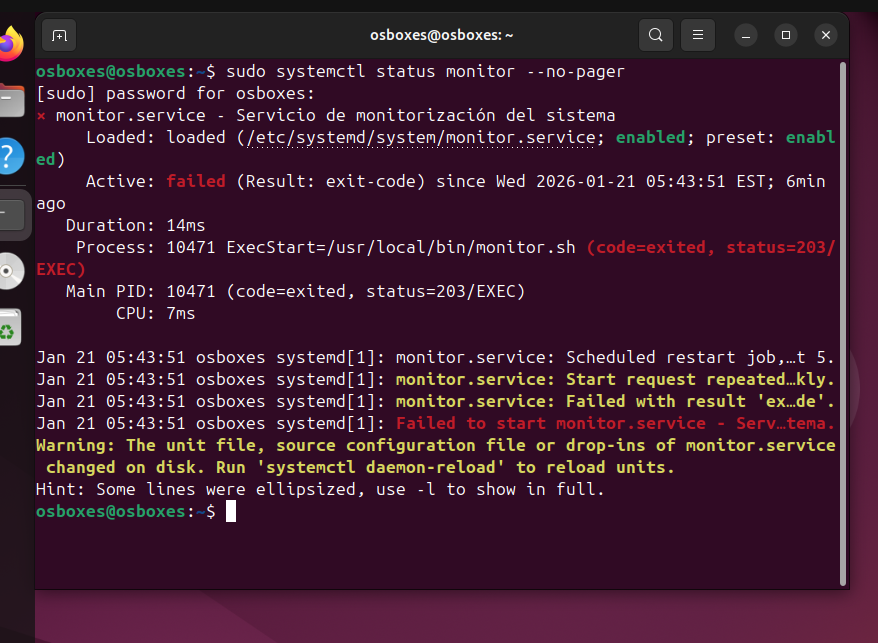 osboxes@osboxes: ~
osboxes@osboxes:~$ sudo systemctl status monitor --no-pager
[sudo] password for osboxes:
× monitor.service - Servicio de monitorización del sistema
     Loaded: loaded (/etc/systemd/system/monitor.service; enabled; preset: enabl
ed)
     Active: failed (Result: exit-code) since Wed 2026-01-21 05:43:51 EST; 6min
ago
   Duration: 14ms
    Process: 10471 ExecStart=/usr/local/bin/monitor.sh (code=exited, status=203/
EXEC)
   Main PID: 10471 (code=exited, status=203/EXEC)
        CPU: 7ms

Jan 21 05:43:51 osboxes systemd[1]: monitor.service: Scheduled restart job,…t 5.
Jan 21 05:43:51 osboxes systemd[1]: monitor.service: Start request repeated…kly.
Jan 21 05:43:51 osboxes systemd[1]: monitor.service: Failed with result 'ex…de'.
Jan 21 05:43:51 osboxes systemd[1]: Failed to start monitor.service - Serv…tema.
Warning: The unit file, source configuration file or drop-ins of monitor.service
 changed on disk. Run 'systemctl daemon-reload' to reload units.
Hint: Some lines were ellipsized, use -l to show in full.
osboxes@osboxes:~$